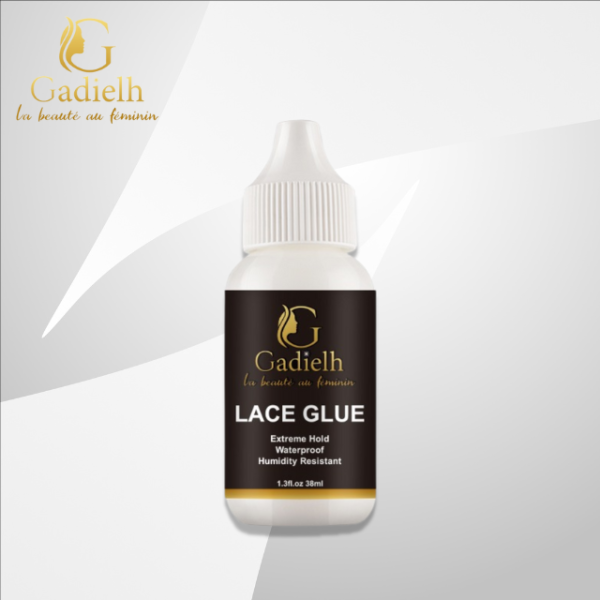 G
Gadielh
la beauté au féminin
G
Gadielh
la beauté au féminin
LACE GLUE
Extreme Hold
Waterproof
Humidity Resistant
1.3fl.oz 38ml